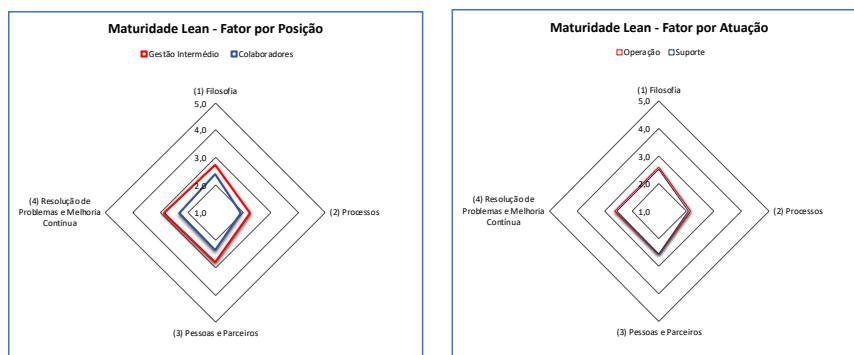 Maturidade Lean - Fator por Posição
Gestão Intermédio Colaboradores
(1) Filosofia
5,0
4,0
3,0
2,0
1,0
(4) Resolução de
Problemas e Melhoria
Contínua
(2) Processos
(3) Pessoas e Parceiros
Maturidade Lean - Fator por Atuação
Operação Suporte
(1) Filosofia
5,0
4,0
3,0
2,0
1,0
(4) Resolução de
Problemas e Melhoria
Contínua
(2) Processos
(3) Pessoas e Parceiros